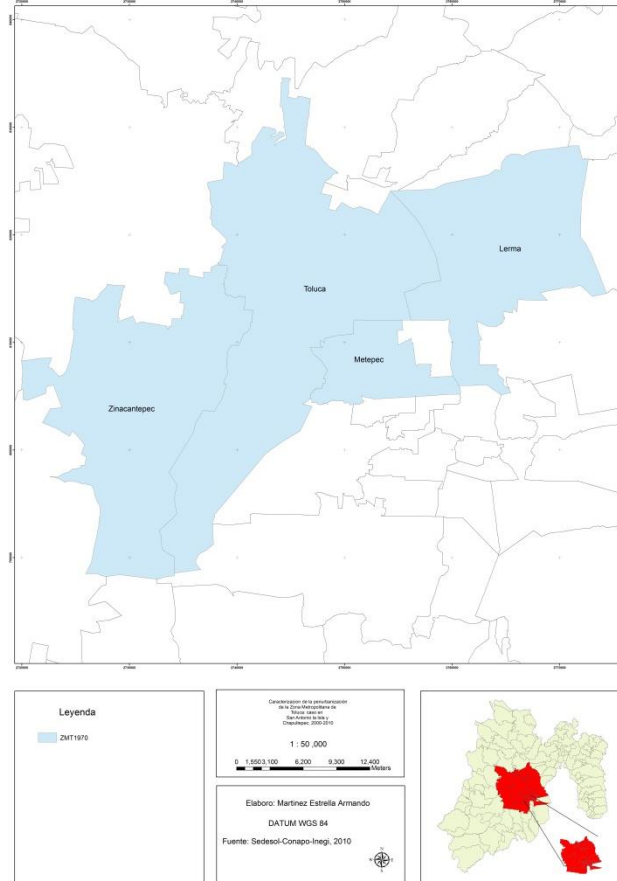 Lerma
Toluca
Metepec
Zinacantepec
Leyenda
ZMT1970
Caracterizacion de la periurbanización
de la Zona Metropolitana de
Toluca: caso en
San Antonio la Isla y
Chapultepec, 2000-2010
1 : 50 ,000
0 1,550 3,100 6,200 9,300 12,400
Meters
Elaboro: Martinez Estrella Armando
DATUM WGS 84
Fuente: Sedesol-Conapo-Inegi, 2010